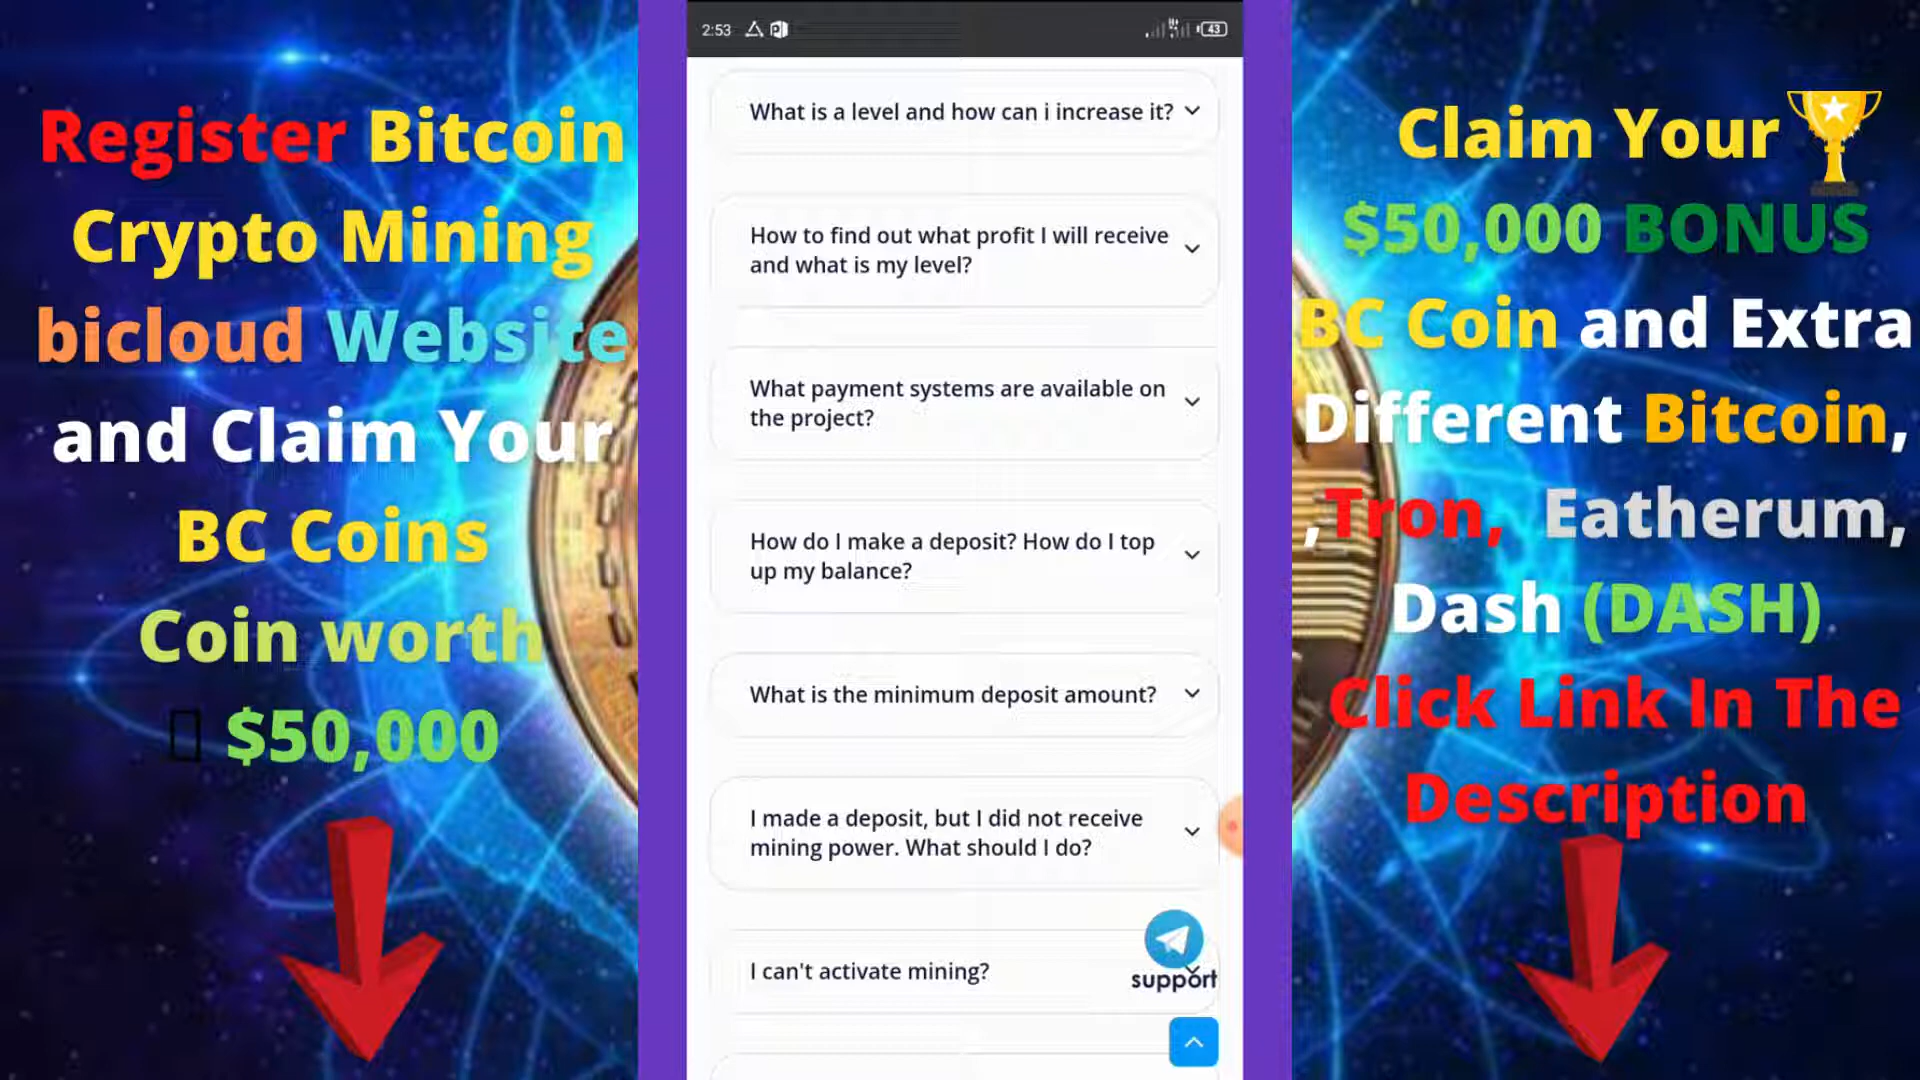 Register Bitcoin
Crypto Mining
bicloud Website
and Claim Your
BC Coins
Coin worth
$50,000
2:53
43
What is a level and how can i increase it?
How to find out what profit I will receive
and what is my level?
What payment systems are available on
the project?
How do I make a deposit? How do I top
up my balance?
What is the minimum deposit amount?
I made a deposit, but I did not receive
mining power. What should I do?
I can't activate mining?
support
Claim Your
$50,000 BONUS
BC Coin and Extra
Different Bitcoin,
,Tron, Eatherum,
Dash (DASH)
Click Link In The
Description